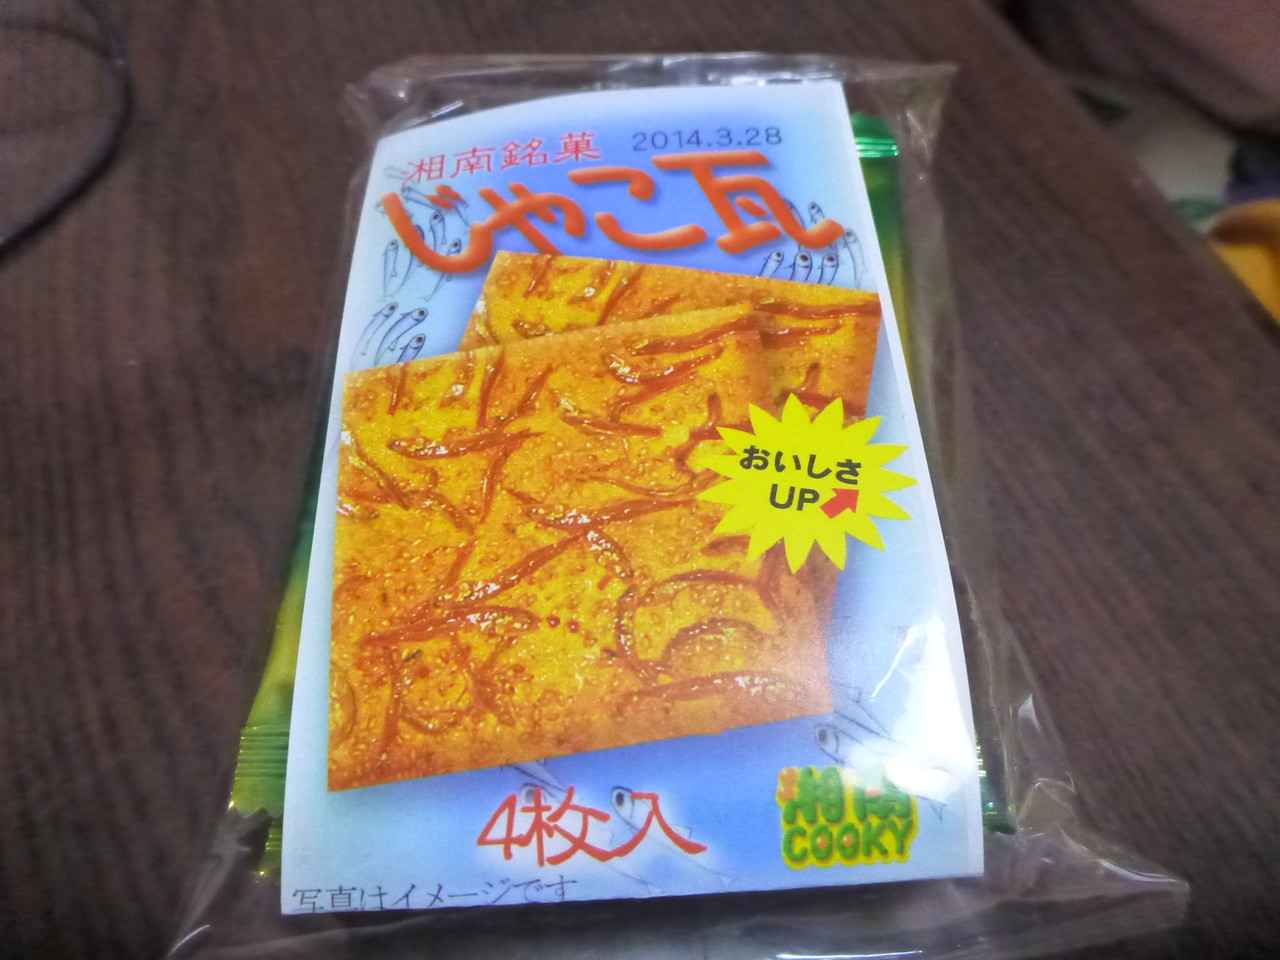 湘南銘菓 2014.3.28
じゃこ瓦
おいしさ
UP
4枚入
湘南
COOKY
写真はイメージです